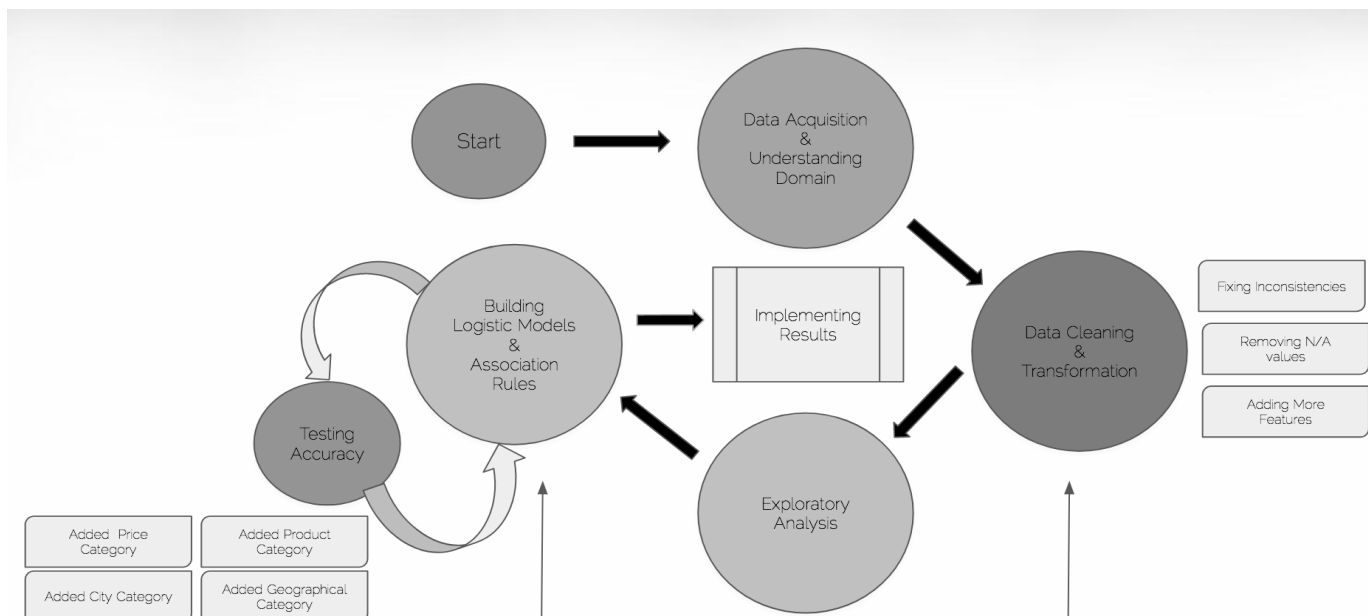 Start
Data Acquisition
&
Understanding
Domain
Building
Logistic Models
&
Association
Rules
Implementing
Results
Data Cleaning
&
Transformation
Fixing Inconsistencies
Removing N/A
values
Adding More
Features
Testing
Accuracy
Exploratory
Analysis
Added Price
Category
Added Product
Category
Added City Category
Added Geographical
Category